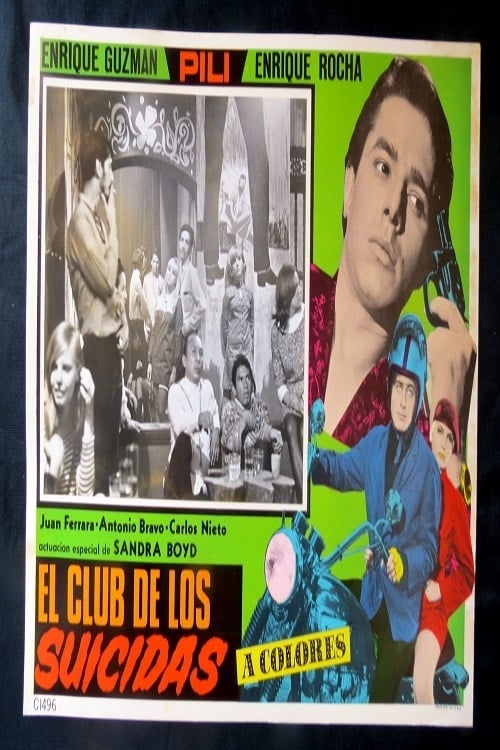 ENRIQUE GUZMAN PILI ENRIQUE ROCHA
Juan Ferrara · Antonio Bravo · Carlos Nieto
actuacion especial de SANDRA BOYD
EL CLUB DE LOS
SUICIDAS
A COLORES
C1496